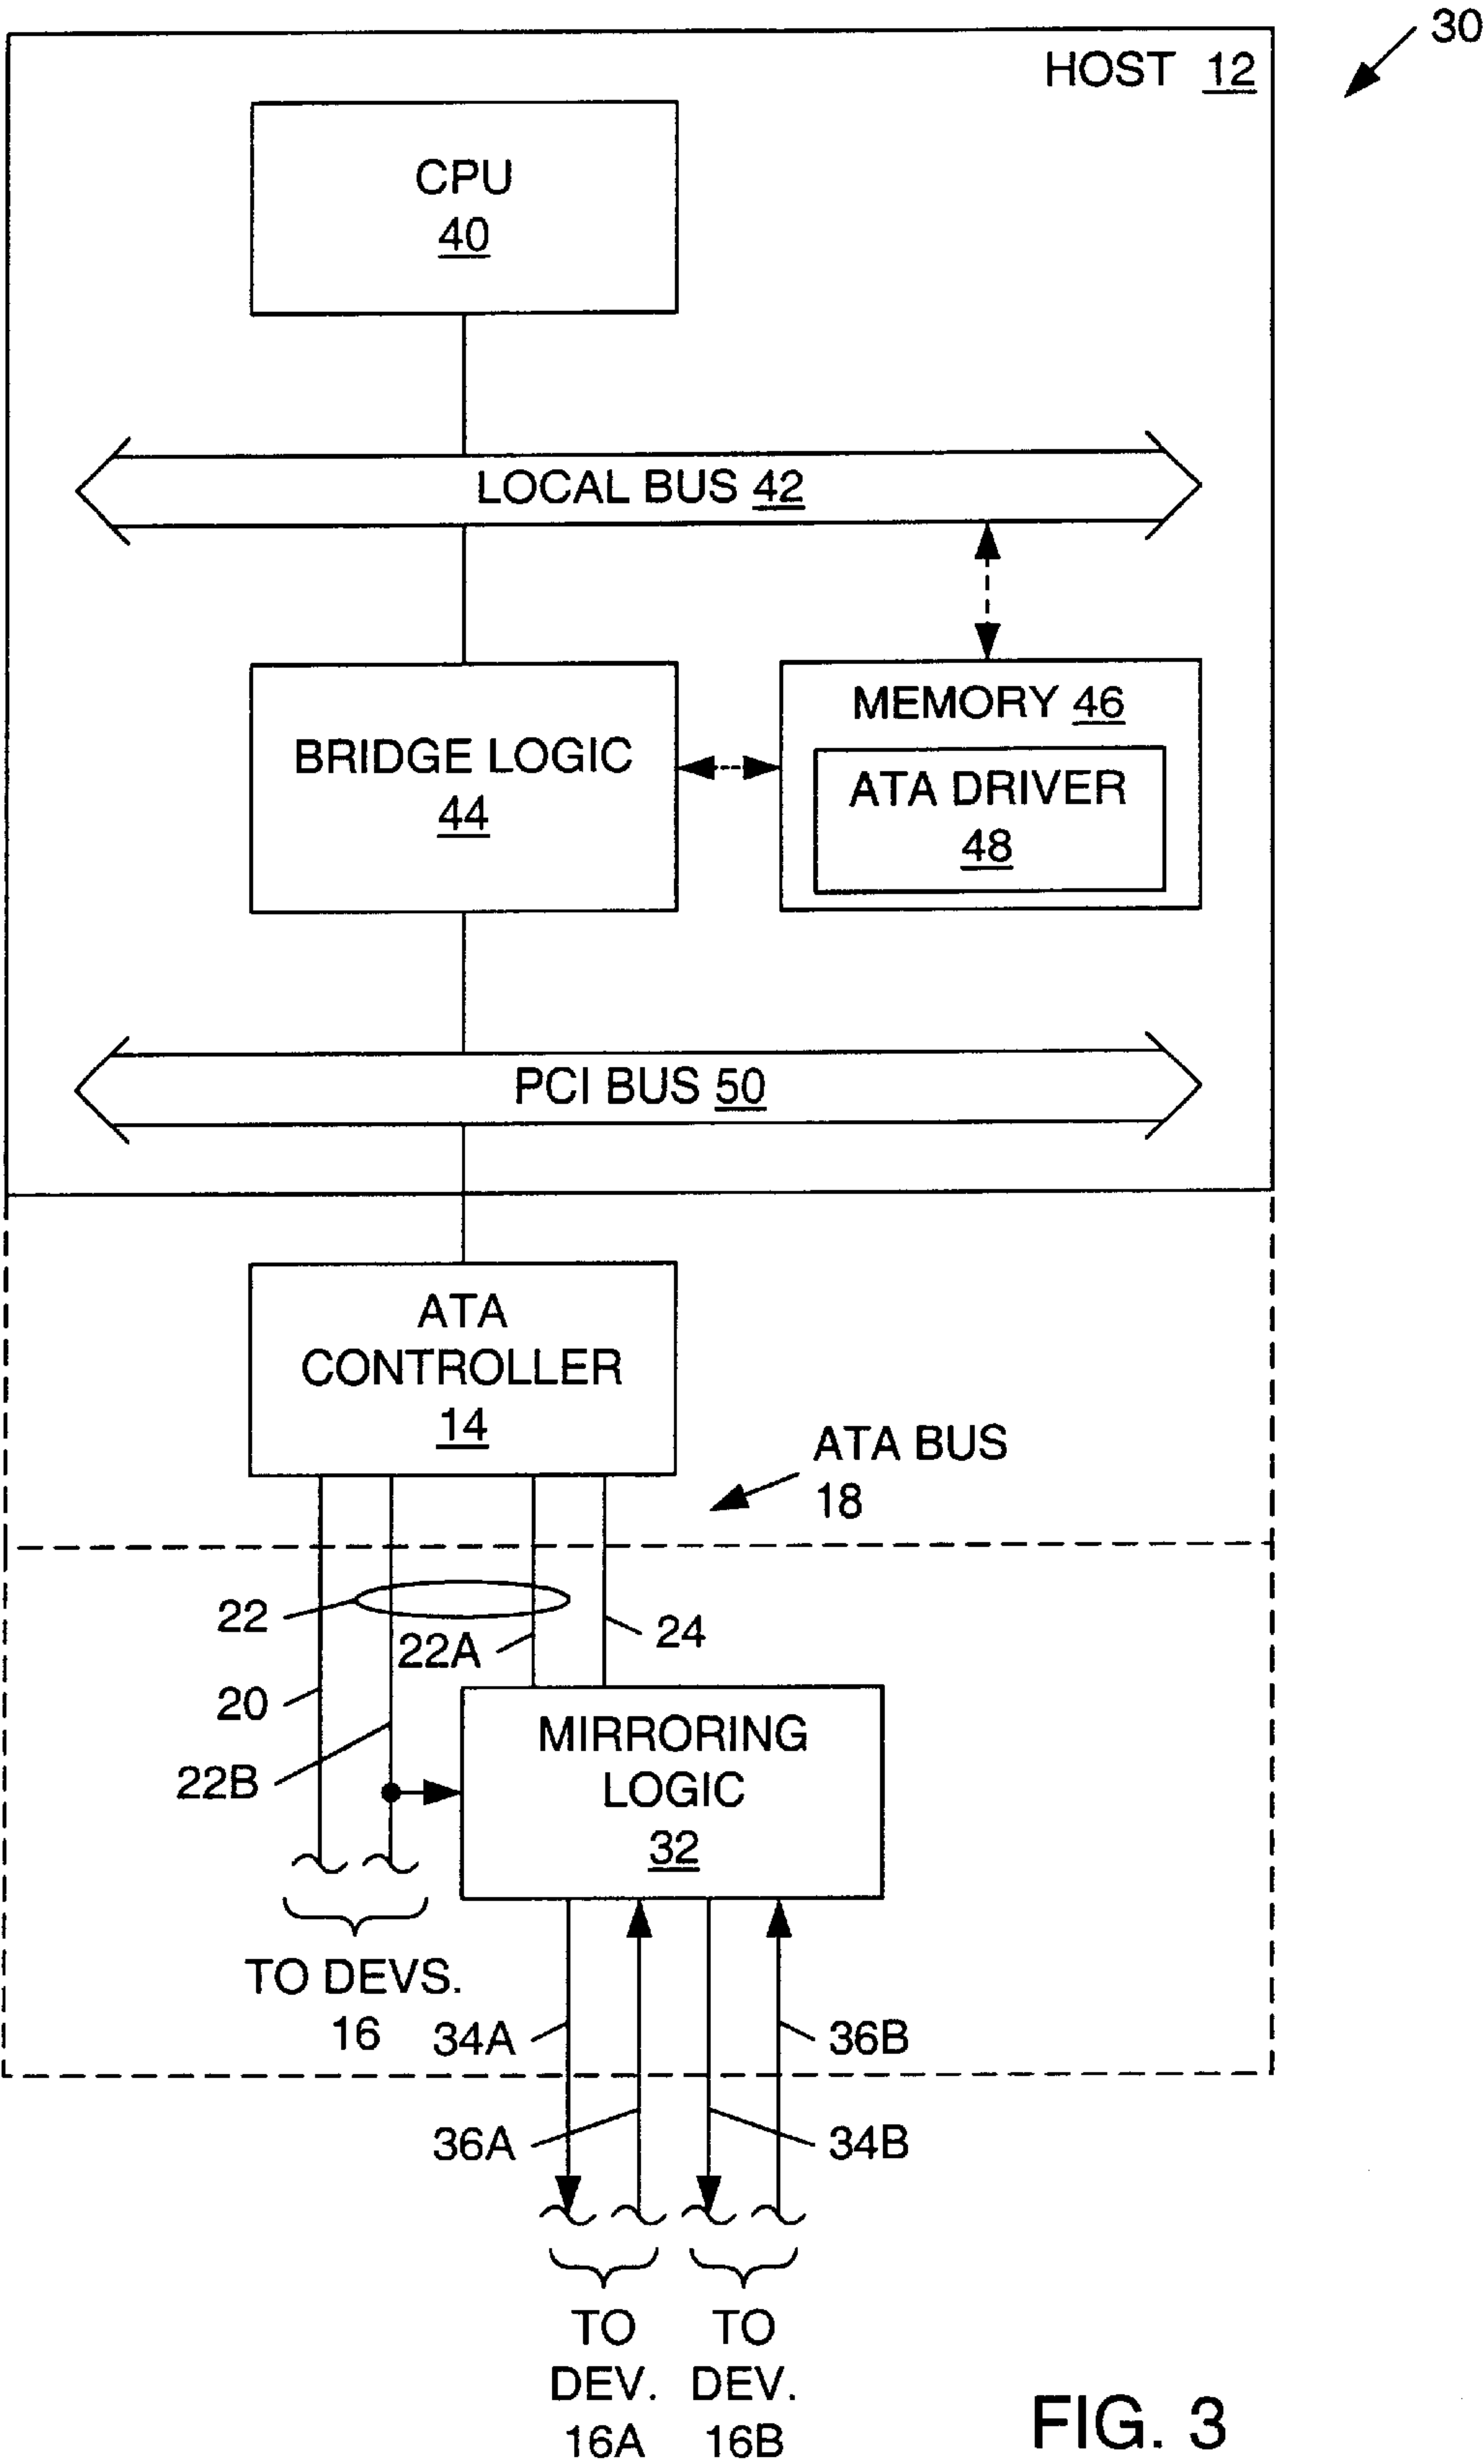 30
HOST 12
CPU
40
LOCAL BUS 42
MEMORY 46
BRIDGE LOGIC
44
ATA DRIVER
48
PCI BUS 50
ATA
CONTROLLER
14
ATA BUS
18
22
22A
24
20
22B
MIRRORING
LOGIC
32
TO DEVS.
16
34A
36B
36A
34B
TO
DEV.
16A
TO
DEV.
16B
FIG. 3